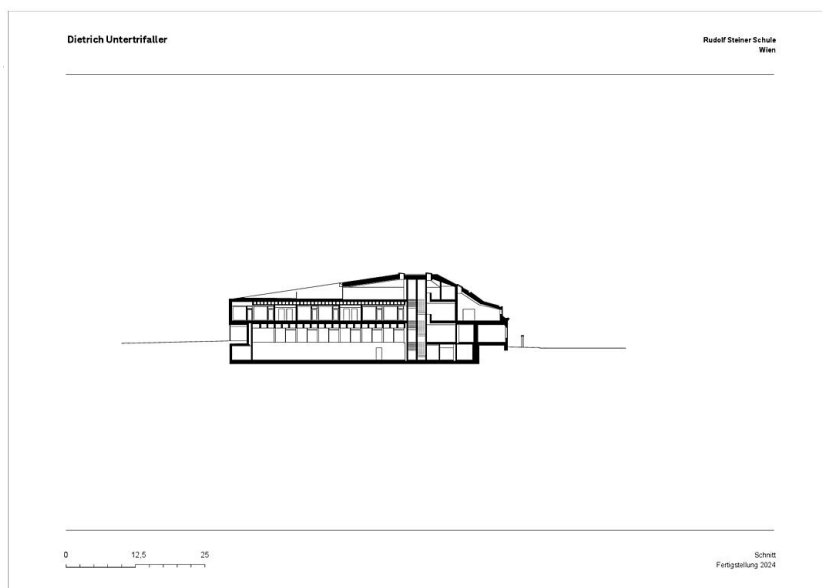 Dietrich Untertrifaller
Rudolf Steiner Schule
Wien
0 12,5 25
Schnitt
Fertigstellung 2024